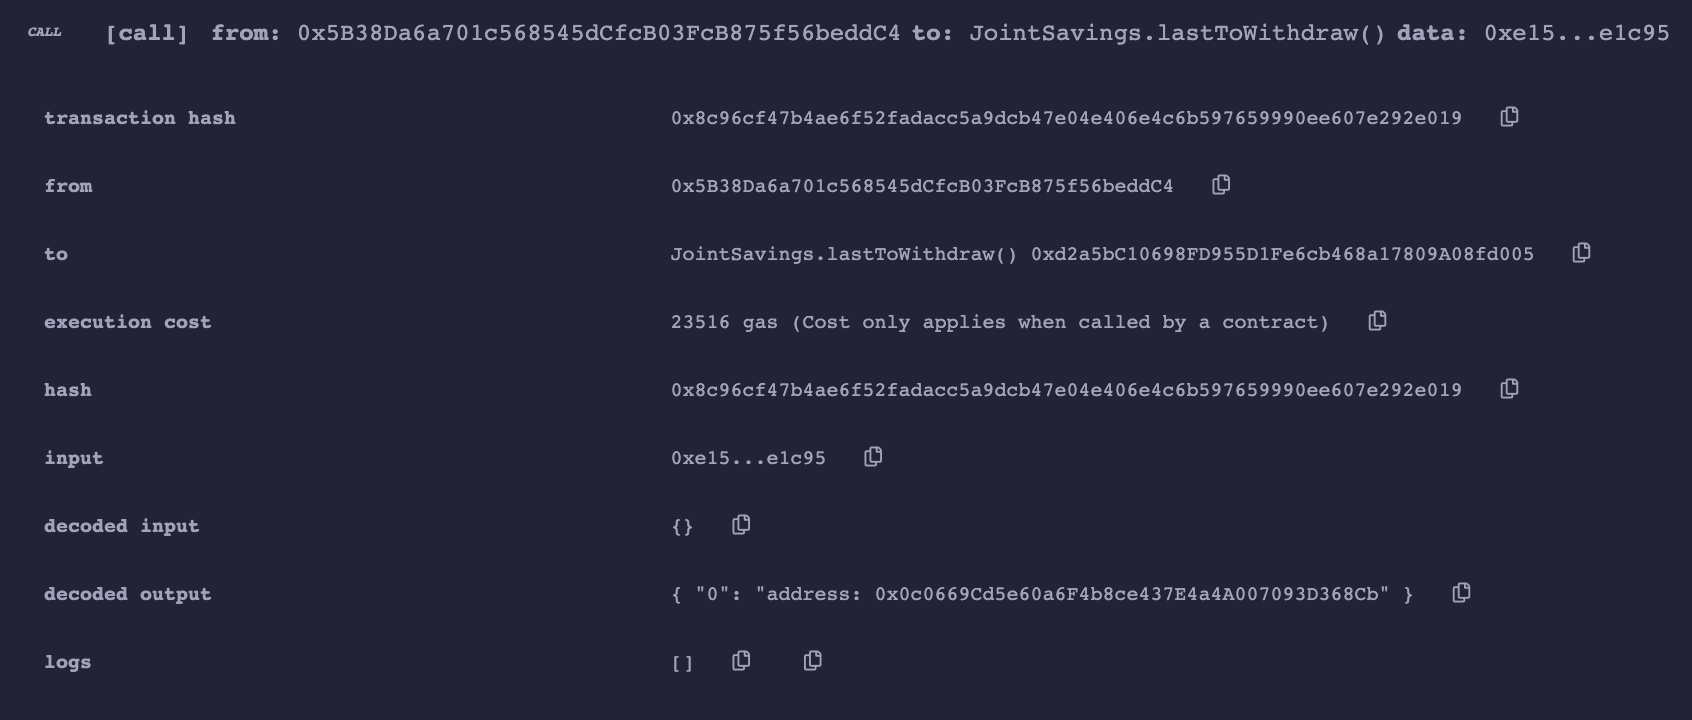 CALL [call] from: 0x5B38Da6a701c568545dCfcB03FcB875f56beddC4 to: JointSavings.lastToWithdraw() data: 0xe15...e1c95
transaction hash 0x8c96cf47b4ae6f52fadacc5a9dcb47e04e406e4c6b597659990ee607e292e019
from 0x5B38Da6a701c568545dCfcB03FcB875f56beddC4
to JointSavings.lastToWithdraw() 0xd2a5bC10698FD955D1Fe6cb468a17809A08fd005
execution cost 23516 gas (Cost only applies when called by a contract)
hash 0x8c96cf47b4ae6f52fadacc5a9dcb47e04e406e4c6b597659990ee607e292e019
input 0xe15...e1c95
decoded input {}
decoded output { "0": "address: 0x0c0669Cd5e60a6F4b8ce437E4a4A007093D368Cb" }
logs []